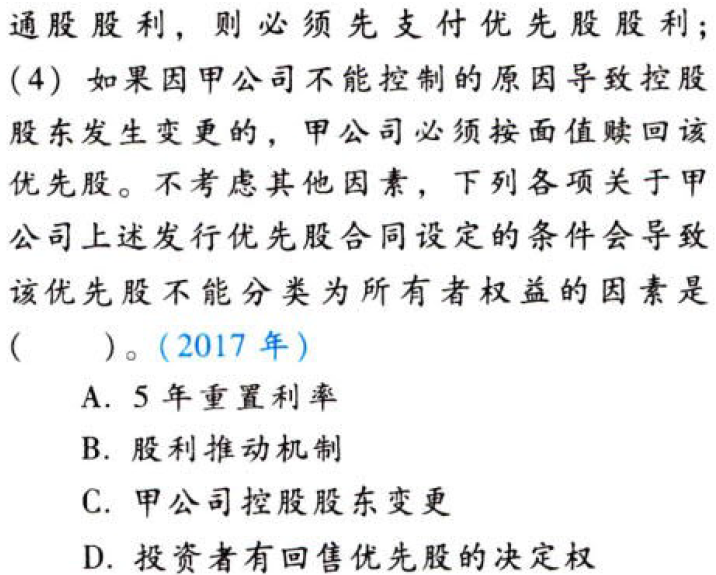 通股股利，则必须先支付优先股股利；
(4) 如果因甲公司不能控制的原因导致控股
股东发生变更的，甲公司必须按面值赎回该
优先股。不考虑其他因素，下列各项关于甲
公司上述发行优先股合同设定的条件会导致
该优先股不能分类为所有者权益的因素是
(　　)。(2017 年)
A. 5 年重置利率
B. 股利推动机制
C. 甲公司控股股东变更
D. 投资者有回售优先股的决定权